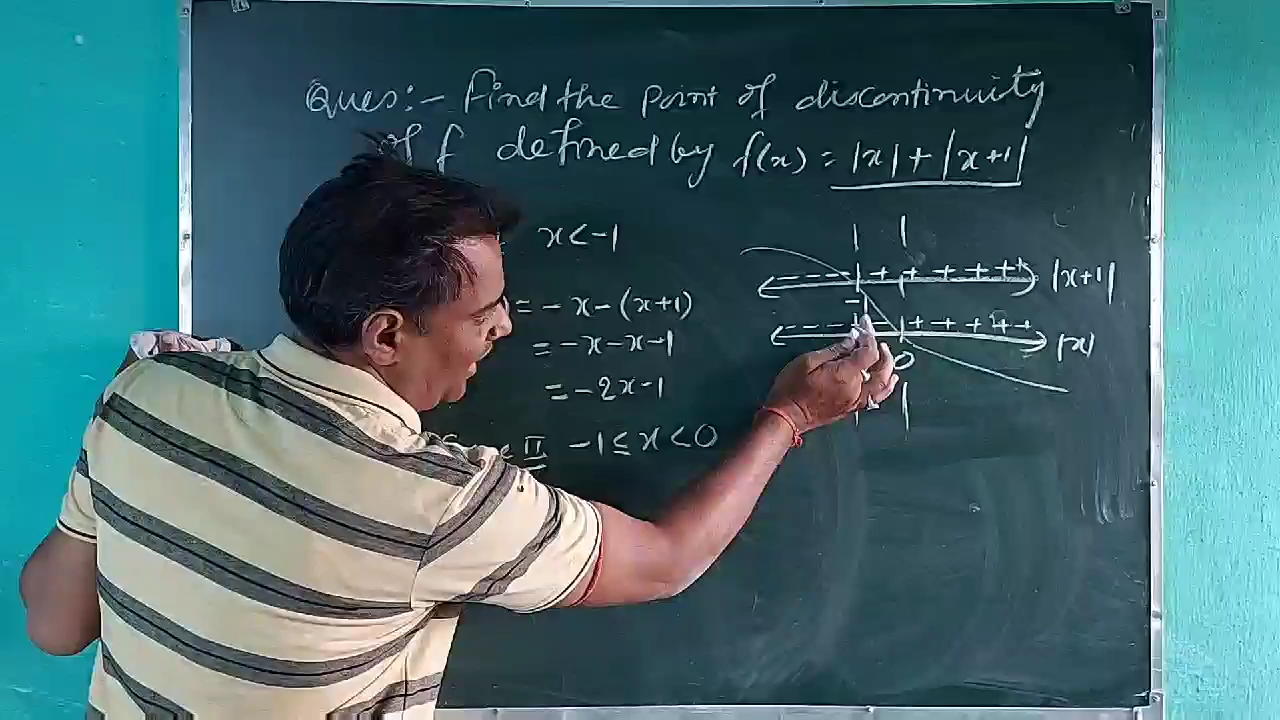 Ques:- Find the point of discontinuity
of f defined by f(x) = |x| + |x+1|
x < -1
= -x - (x+1)
= -x - x - 1
= -2x - 1
II -1 ≤ x < 0
- - - + + + + + |x+1|
-1
- - - + + + + + |x|
0